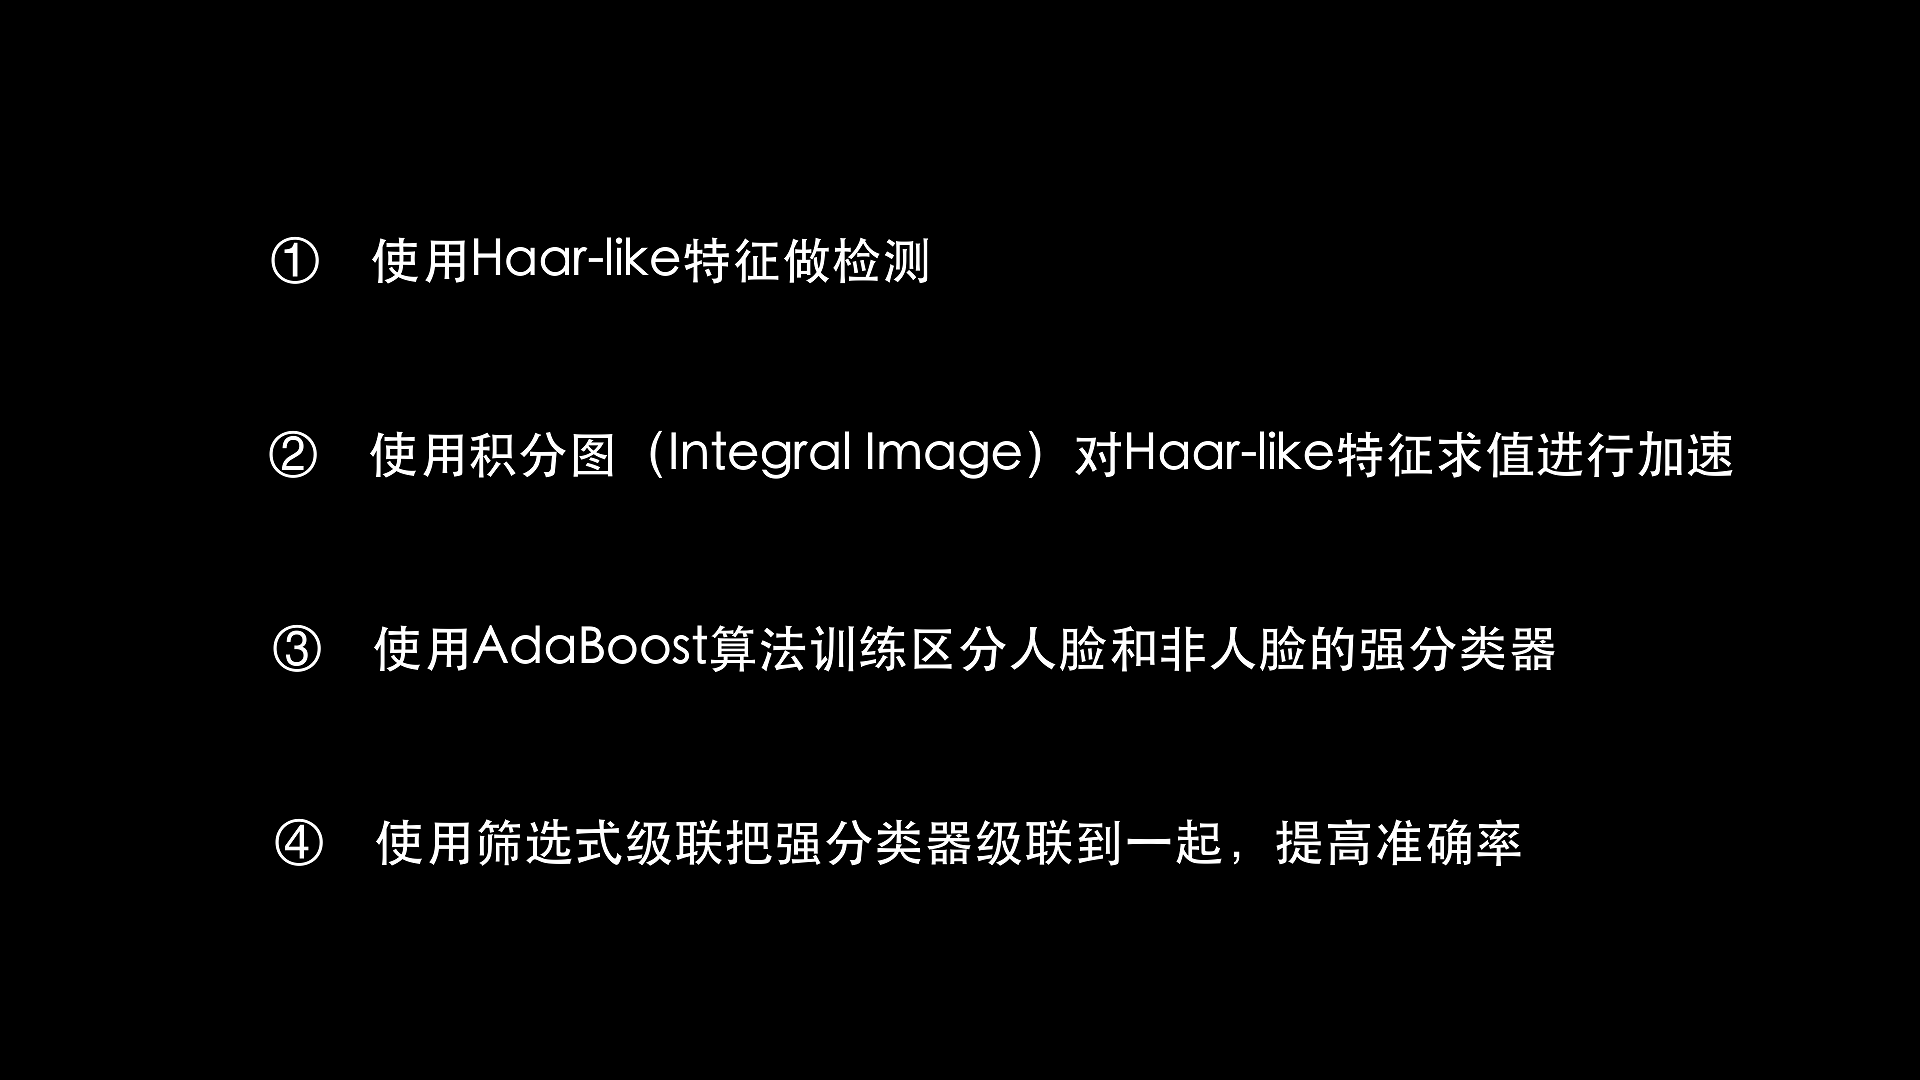 ① 使用Haar-like特征做检测
② 使用积分图（Integral Image）对Haar-like特征求值进行加速
③ 使用AdaBoost算法训练区分人脸和非人脸的强分类器
④ 使用筛选式级联把强分类器级联到一起，提高准确率